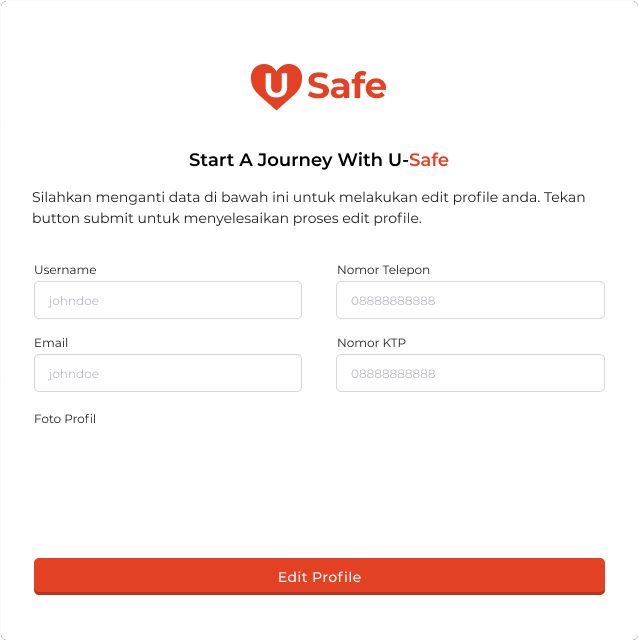 U Safe
Start A Journey With U-Safe
Silahkan menganti data di bawah ini untuk melakukan edit profile anda. Tekan
button submit untuk menyelesaikan proses edit profile.
Username
Nomor Telepon
johndoe
08888888888
Email
Nomor KTP
johndoe
08888888888
Foto Profil
Edit Profile